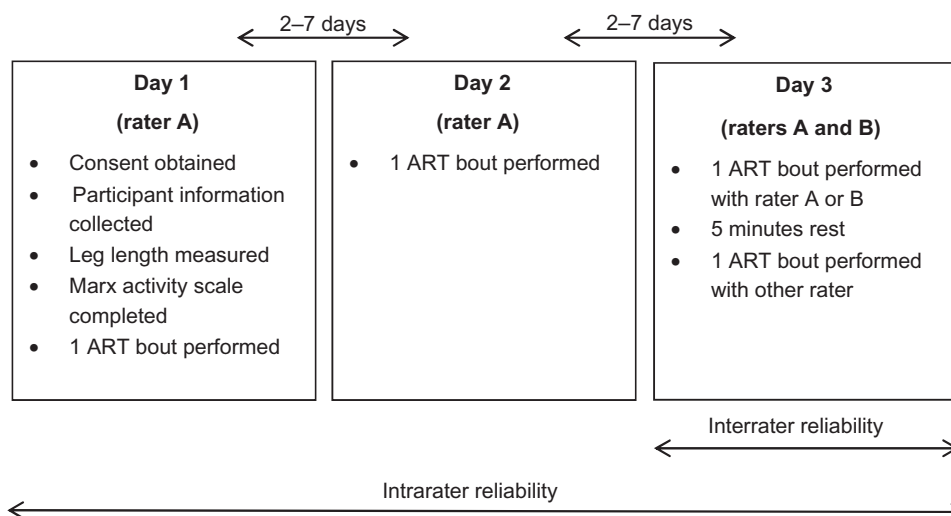 2–7 days
2–7 days
Day 1
(rater A)
• Consent obtained
• Participant information
collected
• Leg length measured
• Marx activity scale
completed
• 1 ART bout performed
Day 2
(rater A)
• 1 ART bout performed
Day 3
(raters A and B)
• 1 ART bout performed
with rater A or B
• 5 minutes rest
• 1 ART bout performed
with other rater
Interrater reliability
Intrarater reliability